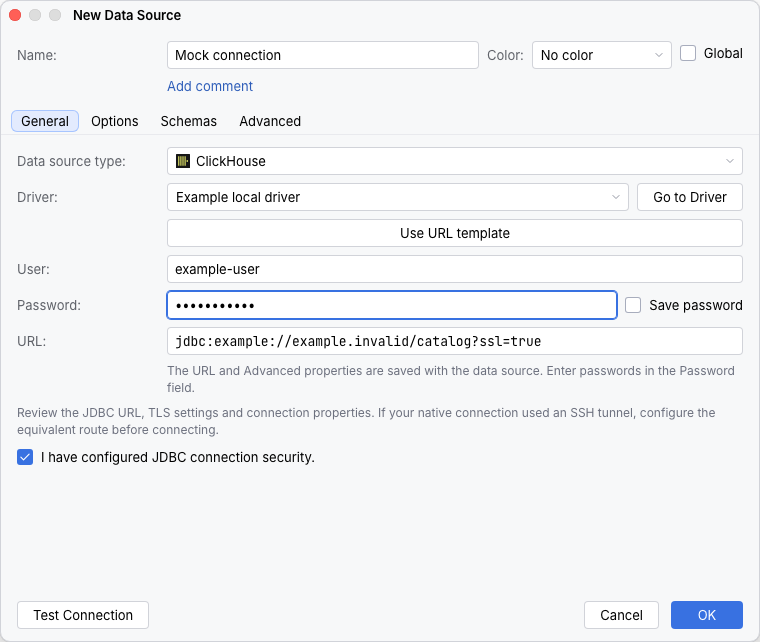 New Data Source
Name: Mock connection Color: No color Global
Add comment
General Options Schemas Advanced
Data source type: ClickHouse
Driver: Example local driver Go to Driver
Use URL template
User: example-user
Password: ••••••••••• Save password
URL: jdbc:example://example.invalid/catalog?ssl=true
The URL and Advanced properties are saved with the data source. Enter passwords in the Password
field.
Review the JDBC URL, TLS settings and connection properties. If your native connection used an SSH tunnel, configure the
equivalent route before connecting.
I have configured JDBC connection security.
Test Connection Cancel OK